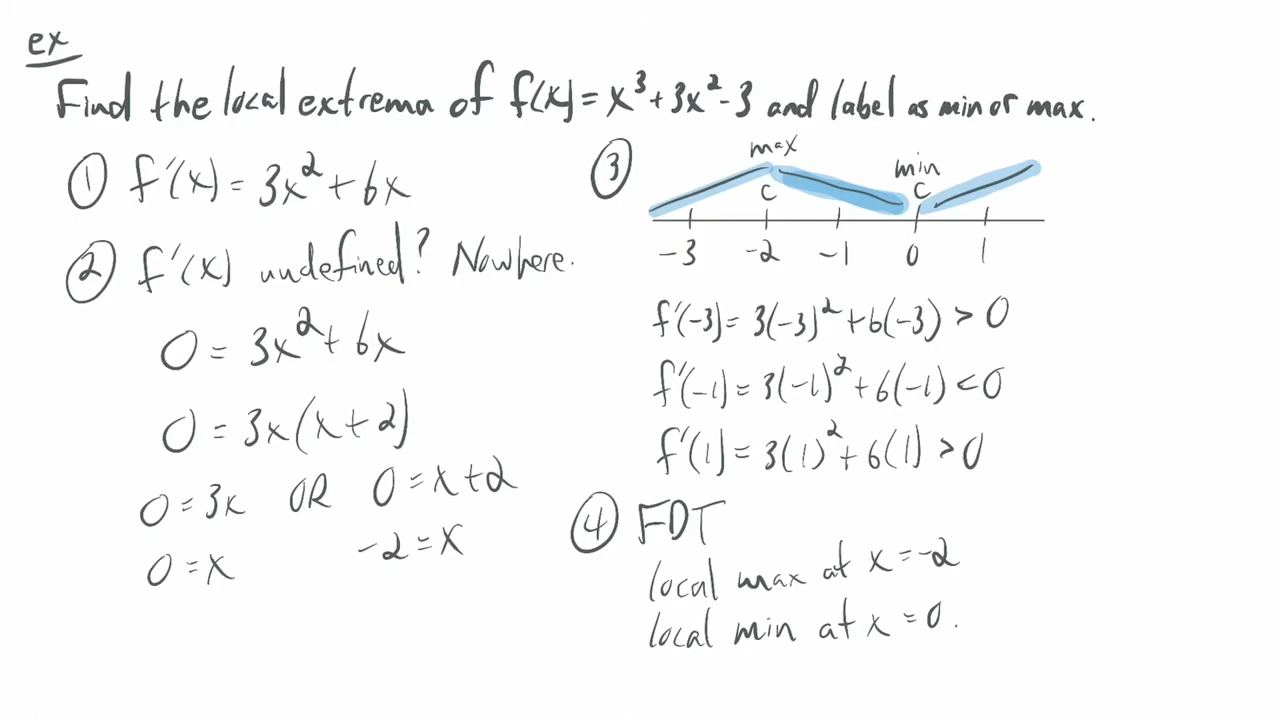 ex
Find the local extrema of f(x) = x³ + 3x² - 3 and label as min or max.
① f'(x) = 3x² + 6x
② f'(x) undefined? Nowhere.
0 = 3x² + 6x
0 = 3x(x + 2)
0 = 3x OR 0 = x + 2
0 = x -2 = x
③ max min
C C
-3 -2 -1 0 1
f'(-3) = 3(-3)² + 6(-3) > 0
f'(-1) = 3(-1)² + 6(-1) < 0
f'(1) = 3(1)² + 6(1) > 0
④ FDT
local max at x = -2
local min at x = 0.